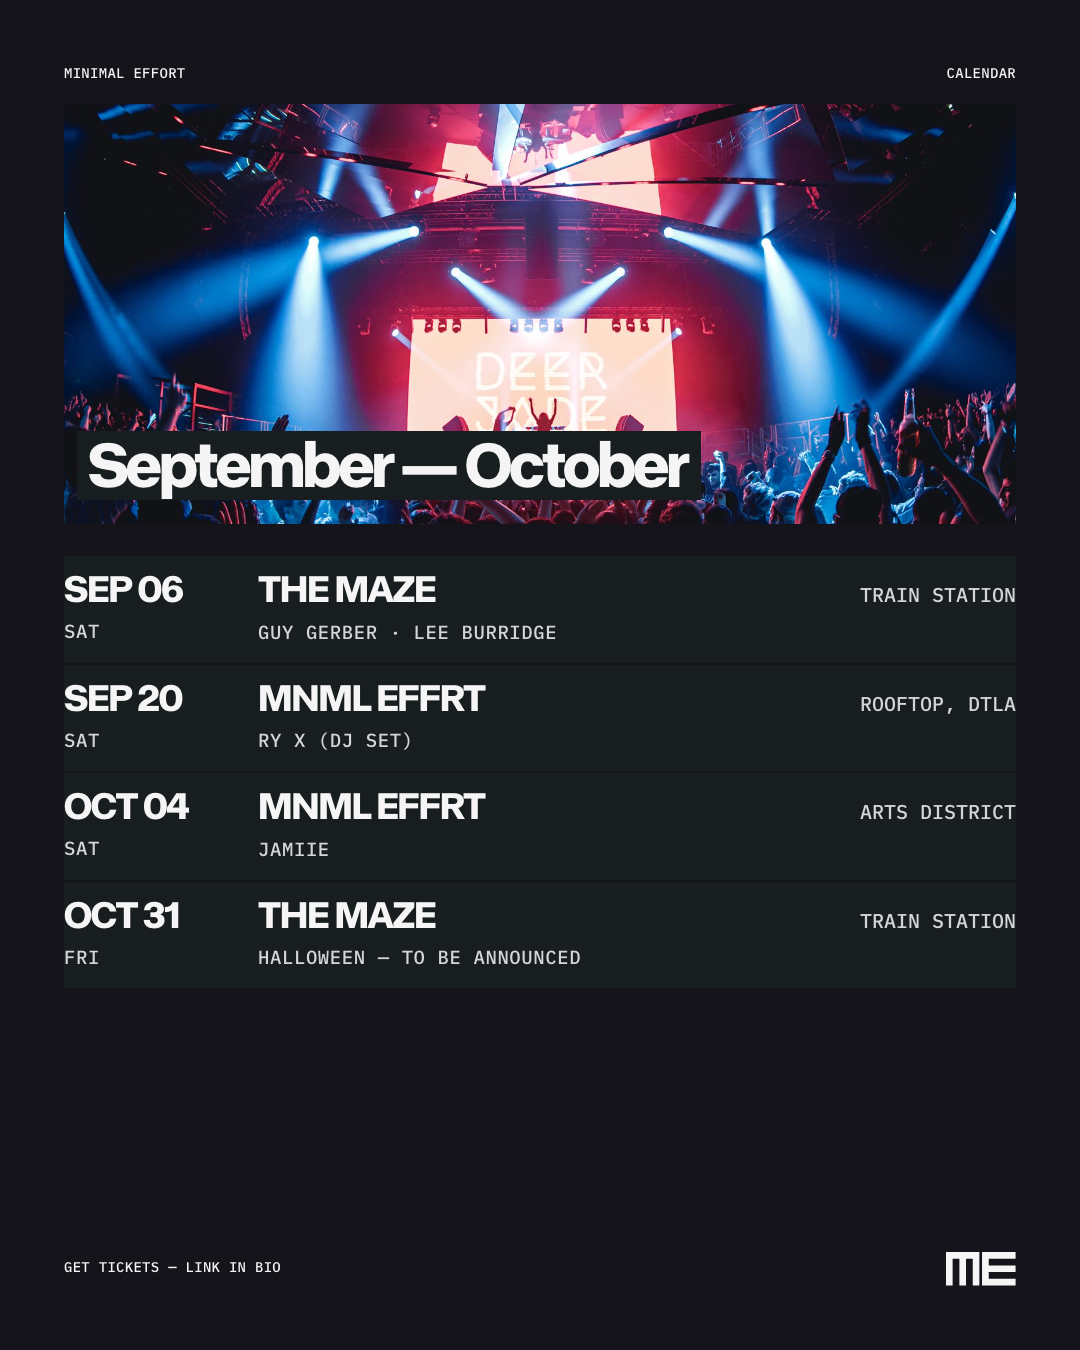 MINIMAL EFFORT
CALENDAR
DEER
JADE
September — October
SEP 06
THE MAZE
TRAIN STATION
SAT
GUY GERBER · LEE BURRIDGE
SEP 20
MNML EFFRT
ROOFTOP, DTLA
SAT
RY X (DJ SET)
OCT 04
MNML EFFRT
ARTS DISTRICT
SAT
JAMIIE
OCT 31
THE MAZE
TRAIN STATION
FRI
HALLOWEEN — TO BE ANNOUNCED
GET TICKETS — LINK IN BIO
ME